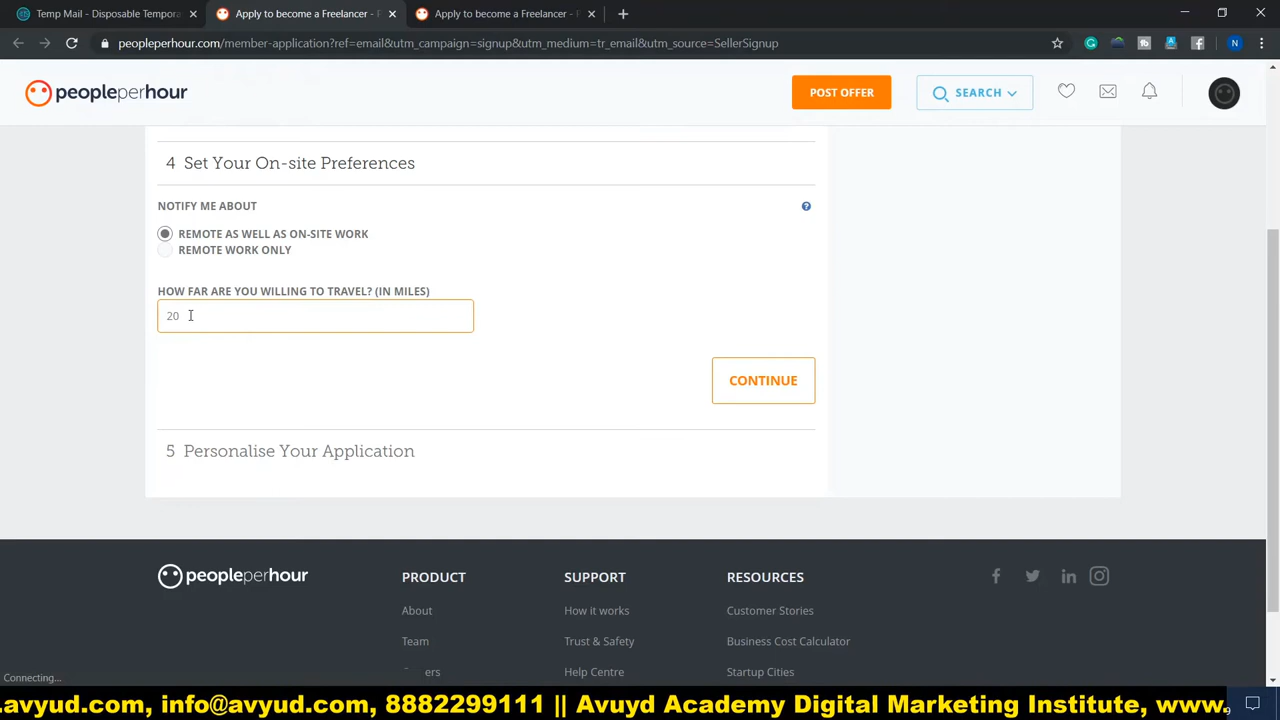 Temp Mail - Disposable Tempora
Apply to become a Freelancer - P
Apply to become a Freelancer - P
peopleperhour.com/member-application?ref=email&utm_campaign=signup&utm_medium=tr_email&utm_source=SellerSignup
N
peopleperhour
POST OFFER
SEARCH
4 Set Your On-site Preferences
NOTIFY ME ABOUT
REMOTE AS WELL AS ON-SITE WORK
REMOTE WORK ONLY
HOW FAR ARE YOU WILLING TO TRAVEL? (IN MILES)
20
CONTINUE
5 Personalise Your Application
peopleperhour
PRODUCT
SUPPORT
RESOURCES
About
How it works
Customer Stories
Team
Trust & Safety
Business Cost Calculator
ers
Help Centre
Startup Cities
Connecting...
.avyud.com, info@avyud.com, 8882299111 || Avuyd Academy Digital Marketing Institute, www.